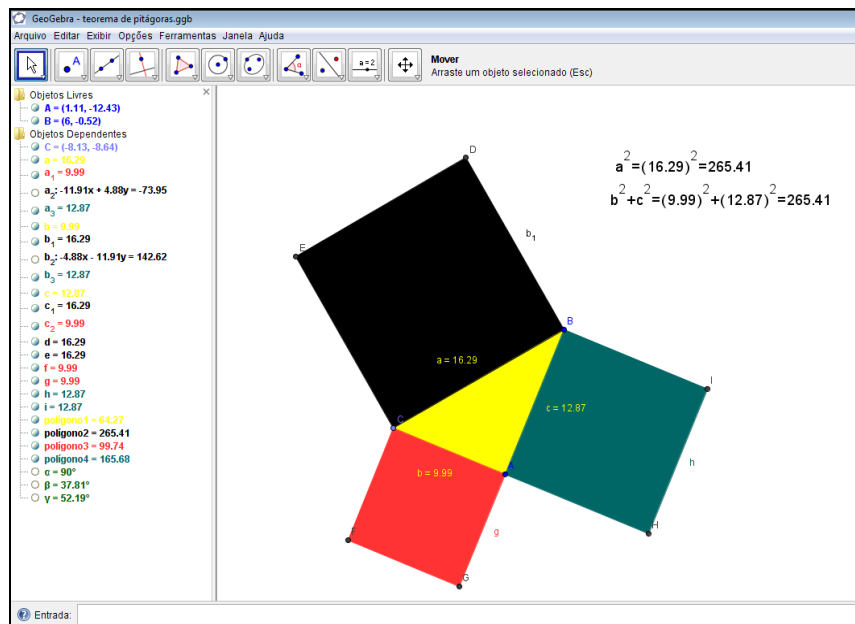 GeoGebra - teorema de pitágoras.ggb
Arquivo Editar Exibir Opções Ferramentas Janela Ajuda
A
α
a=2
Mover
Arraste um objeto selecionado (Esc)
Objetos Livres
A = (1.11, -12.43)
B = (6, -0.52)
Objetos Dependentes
C = (-8.13, -8.64)
a = 16.29
a₁ = 9.99
a₂: -11.91x + 4.88y = -73.95
a₃ = 12.87
b = 9.99
b₁ = 16.29
b₂: -4.88x - 11.91y = 142.62
b₃ = 12.87
c = 12.87
c₁ = 16.29
c₂ = 9.99
d = 16.29
e = 16.29
f = 9.99
g = 9.99
h = 12.87
i = 12.87
polígono1 = 64.27
polígono2 = 265.41
polígono3 = 99.74
polígono4 = 165.68
α = 90°
β = 37.81°
γ = 52.19°
a²=(16.29)²=265.41
b²+c²=(9.99)²+(12.87)²=265.41
D
b₁
E
B
a = 16.29
I
c = 12.87
C
h
b = 9.99
A
g
H
F
G
Entrada: